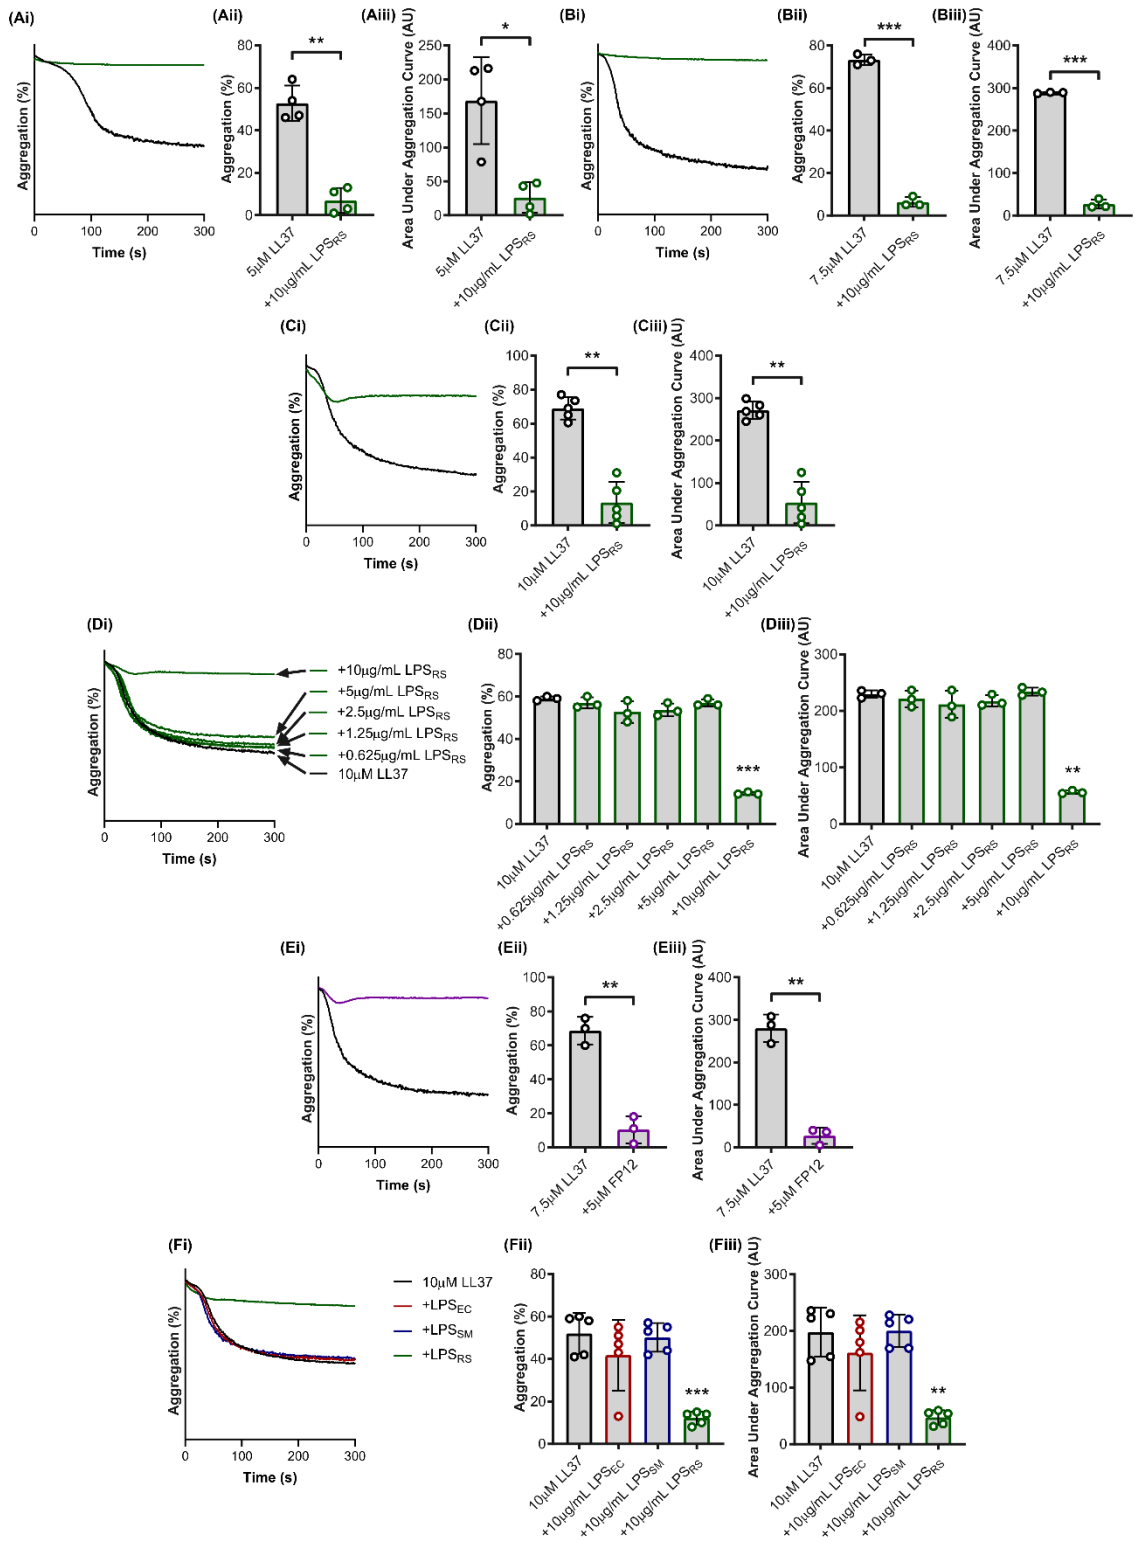 (Ai)
Aggregation (%)
0 100 200 300
Time (s)
(Aii)
Aggregation (%)
80
60
40
20
0
**
5µM LL37
+10µg/mL LPSRS
(Aiii)
Area Under Aggregation Curve (AU)
250
200
150
100
50
0
*
5µM LL37
+10µg/mL LPSRS
(Bi)
Aggregation (%)
0 100 200 300
Time (s)
(Bii)
Aggregation (%)
80
60
40
20
0
***
7.5µM LL37
+10µg/mL LPSRS
(Biii)
Area Under Aggregation Curve (AU)
400
300
200
100
0
***
7.5µM LL37
+10µg/mL LPSRS
(Ci)
Aggregation (%)
0 100 200 300
Time (s)
(Cii)
Aggregation (%)
100
80
60
40
20
0
**
10µM LL37
+10µg/mL LPSRS
(Ciii)
Area Under Aggregation Curve (AU)
400
300
200
100
0
**
10µM LL37
+10µg/mL LPSRS
(Di)
Aggregation (%)
0 100 200 300
Time (s)
+10µg/mL LPSRS
+5µg/mL LPSRS
+2.5µg/mL LPSRS
+1.25µg/mL LPSRS
+0.625µg/mL LPSRS
10µM LL37
(Dii)
Aggregation (%)
80
60
40
20
0
***
10µM LL37
+0.625µg/mL LPSRS
+1.25µg/mL LPSRS
+2.5µg/mL LPSRS
+5µg/mL LPSRS
+10µg/mL LPSRS
(Diii)
Area Under Aggregation Curve (AU)
300
200
100
0
**
10µM LL37
+0.625µg/mL LPSRS
+1.25µg/mL LPSRS
+2.5µg/mL LPSRS
+5µg/mL LPSRS
+10µg/mL LPSRS
(Ei)
Aggregation (%)
0 100 200 300
Time (s)
(Eii)
Aggregation (%)
100
80
60
40
20
0
**
7.5µM LL37
+5µM FP12
(Eiii)
Area Under Aggregation Curve (AU)
400
300
200
100
0
**
7.5µM LL37
+5µM FP12
(Fi)
Aggregation (%)
0 100 200 300
Time (s)
10µM LL37
+LPSEC
+LPSSM
+LPSRS
(Fii)
Aggregation (%)
80
60
40
20
0
***
10µM LL37
+10µg/mL LPSEC
+10µg/mL LPSSM
+10µg/mL LPSRS
(Fiii)
Area Under Aggregation Curve (AU)
300
200
100
0
**
10µM LL37
+10µg/mL LPSEC
+10µg/mL LPSSM
+10µg/mL LPSRS